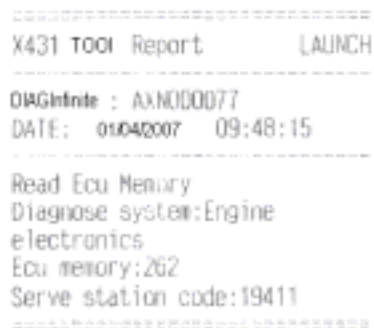 X431 TOOl Report LAUNCH
DIAGInfinite : AXN0D0077
DATE: 01/04/2007 09:48:15
Read Ecu Memory
Diagnose system:Engine
electronics
Ecu memory:262
Serve station code:19411